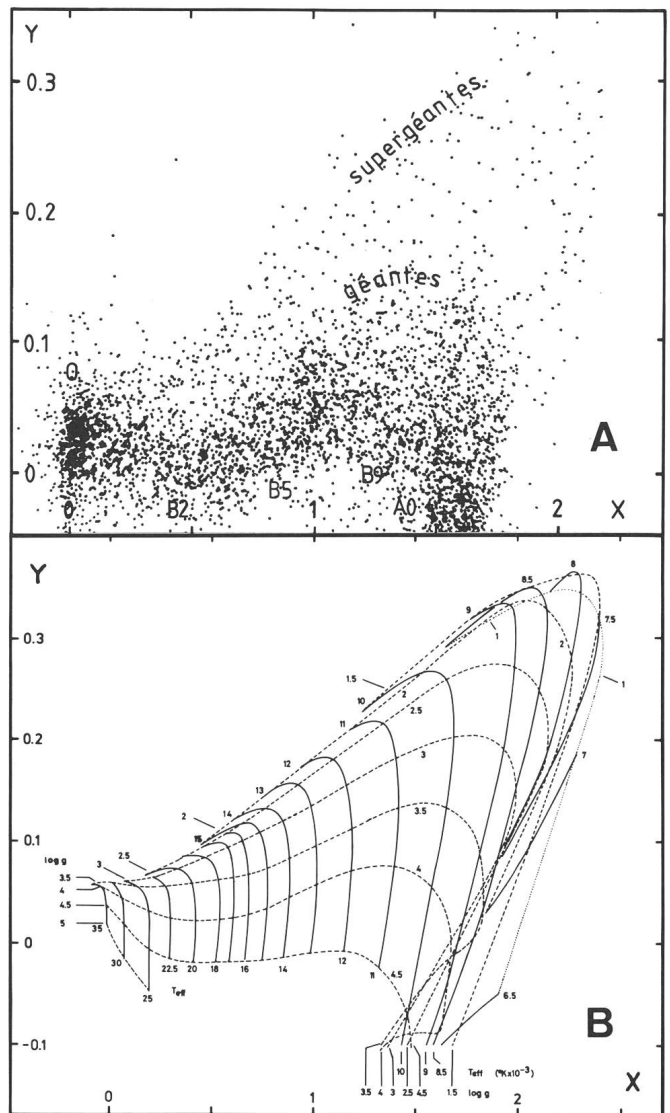 Y
0.3
supergéantes
0.2
géantes
0.1
O
A
0
B5
B9
0 B2 1 A0 2 X
Y
8
8.5
9
1
7.5
0.3
2
1.5
1
10
2
11
2.5
0.2
7
12
3
13
14
2
3.5
15
0.1
log g
3
2.5
3.5
4
4
4.5
5
35
0
30
22.5 20 18 16 14 12 11 4.5
25
Teff
6.5
B
-0.1
10 9 8.5 Teff (°K×10⁻³)
3.5 4 3 2.5 4.5 1.5 log g
X
0 1 2